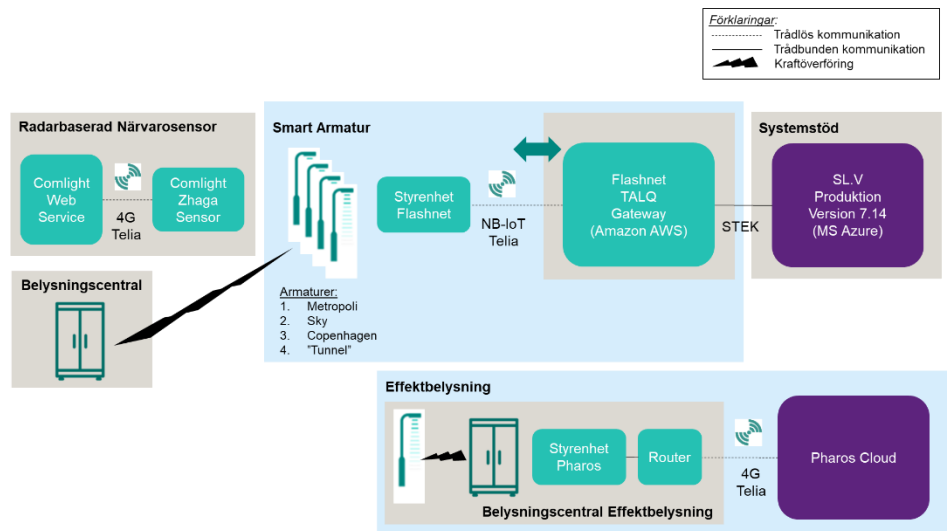 Förklaringar:
Trådlös kommunikation
Trådbunden kommunikation
Kraftöverföring
Radarbaserad Närvarosensor
Comlight
Web
Service
4G
Telia
Comlight
Zhaga
Sensor
Smart Armatur
Styrenhet
Flashnet
NB-IoT
Telia
Flashnet
TALQ
Gateway
(Amazon AWS)
STEK
Systemstöd
SL.V
Produktion
Version 7.14
(MS Azure)
Belysningscentral
Armaturer:
1. Metropoli
2. Sky
3. Copenhagen
4. "Tunnel"
Effektbelysning
Styrenhet
Pharos
Router
4G
Telia
Pharos Cloud
Belysningscentral Effektbelysning